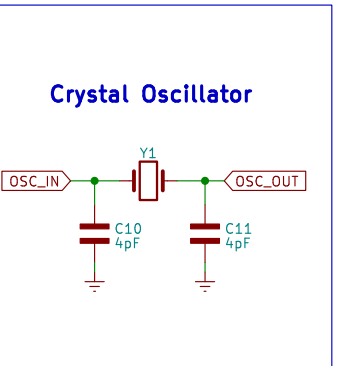 Crystal Oscillator
Y1
OSC_IN
OSC_OUT
C10
4pF
C11
4pF